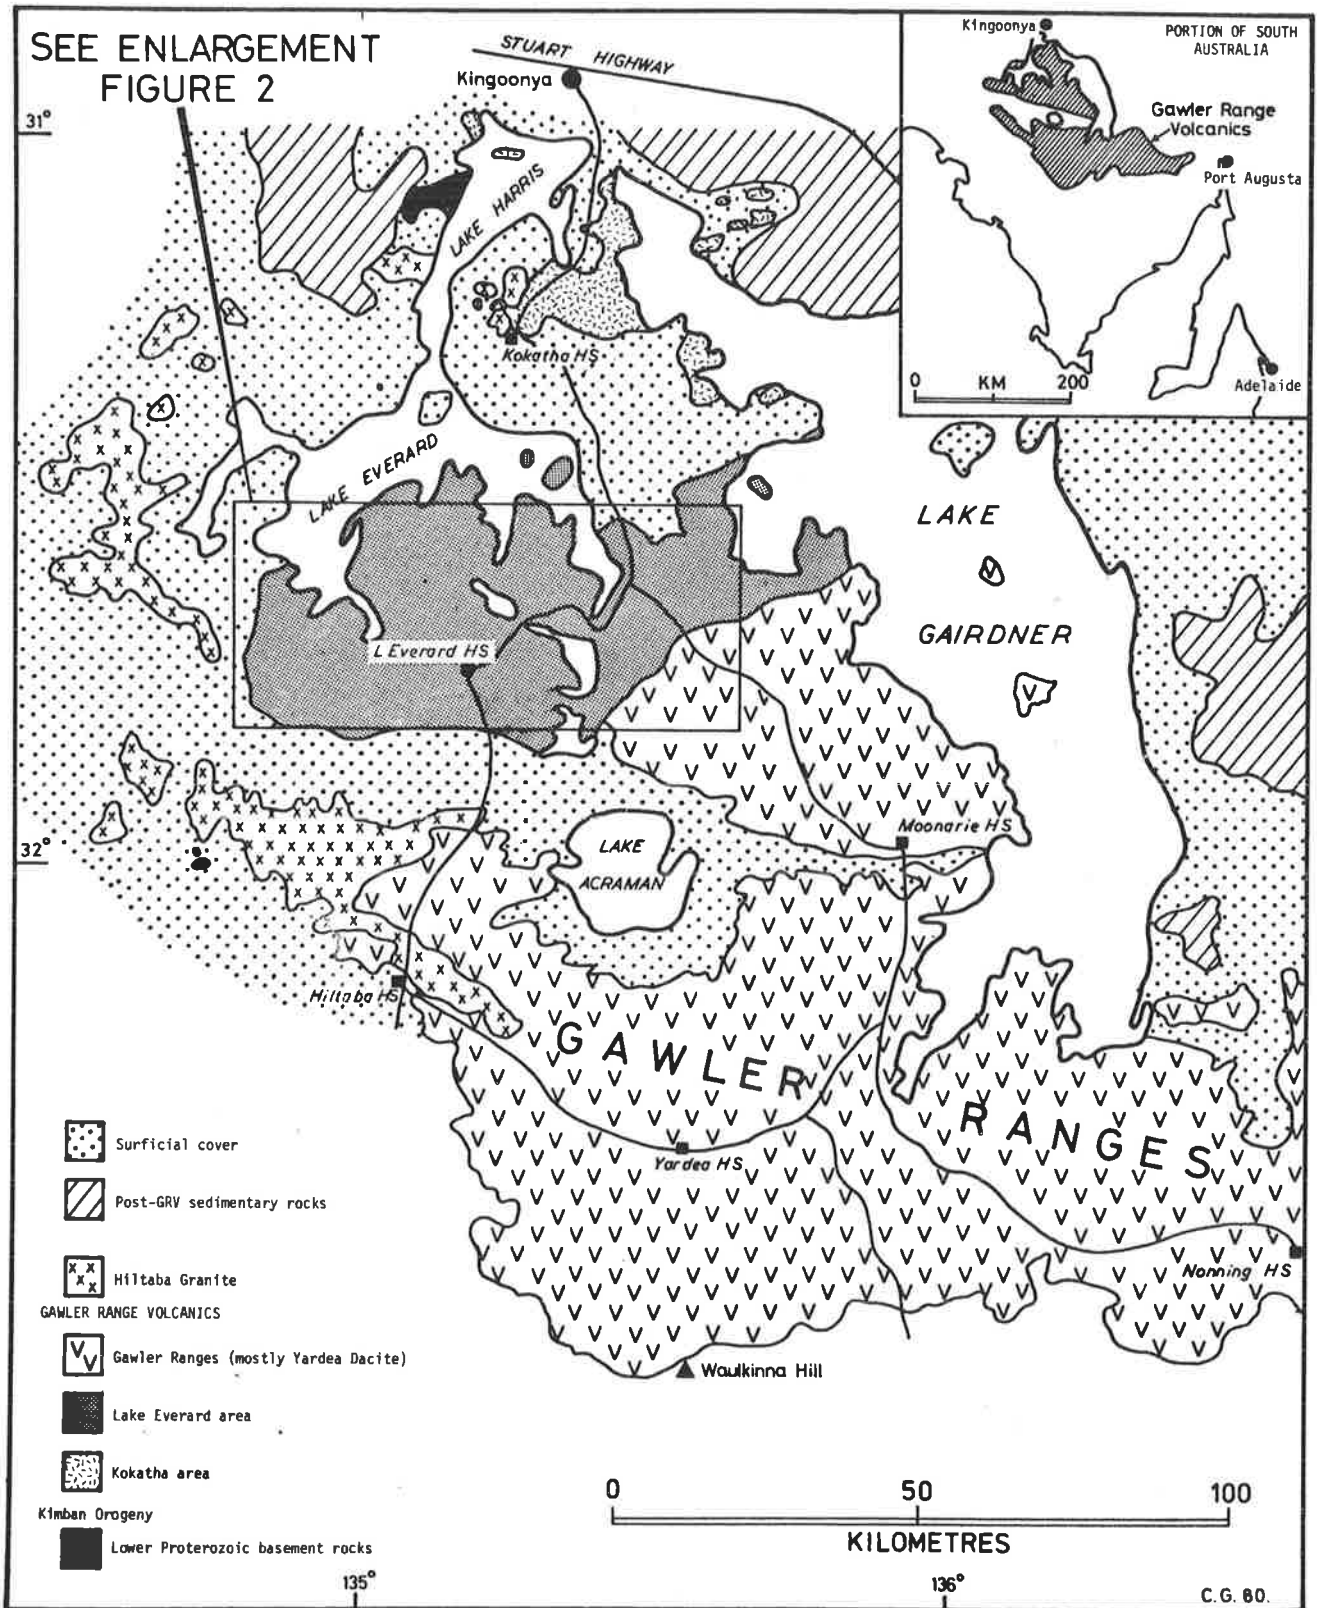 SEE ENLARGEMENT
FIGURE 2
STUART HIGHWAY
Kingoonya
Kingoonya
PORTION OF SOUTH
AUSTRALIA
Gawler Range
Volcanics
Port Augusta
0 KM 200
Adelaide
31°
LAKE HARRIS
Kokatha HS
LAKE EVERARD
LAKE
GAIRDNER
L Everard HS
Moonarie HS
32°
LAKE
ACRAMAN
Hiltaba HS
GAWLER
RANGES
Yardea HS
Nonning HS
Waulkinna Hill
Surficial cover
Post-GRV sedimentary rocks
Hiltaba Granite
GAWLER RANGE VOLCANICS
Gawler Ranges (mostly Yardea Dacite)
Lake Everard area
Kokatha area
Kimban Orogeny
Lower Proterozoic basement rocks
0 50 100
KILOMETRES
135° 136°
C.G. 80.